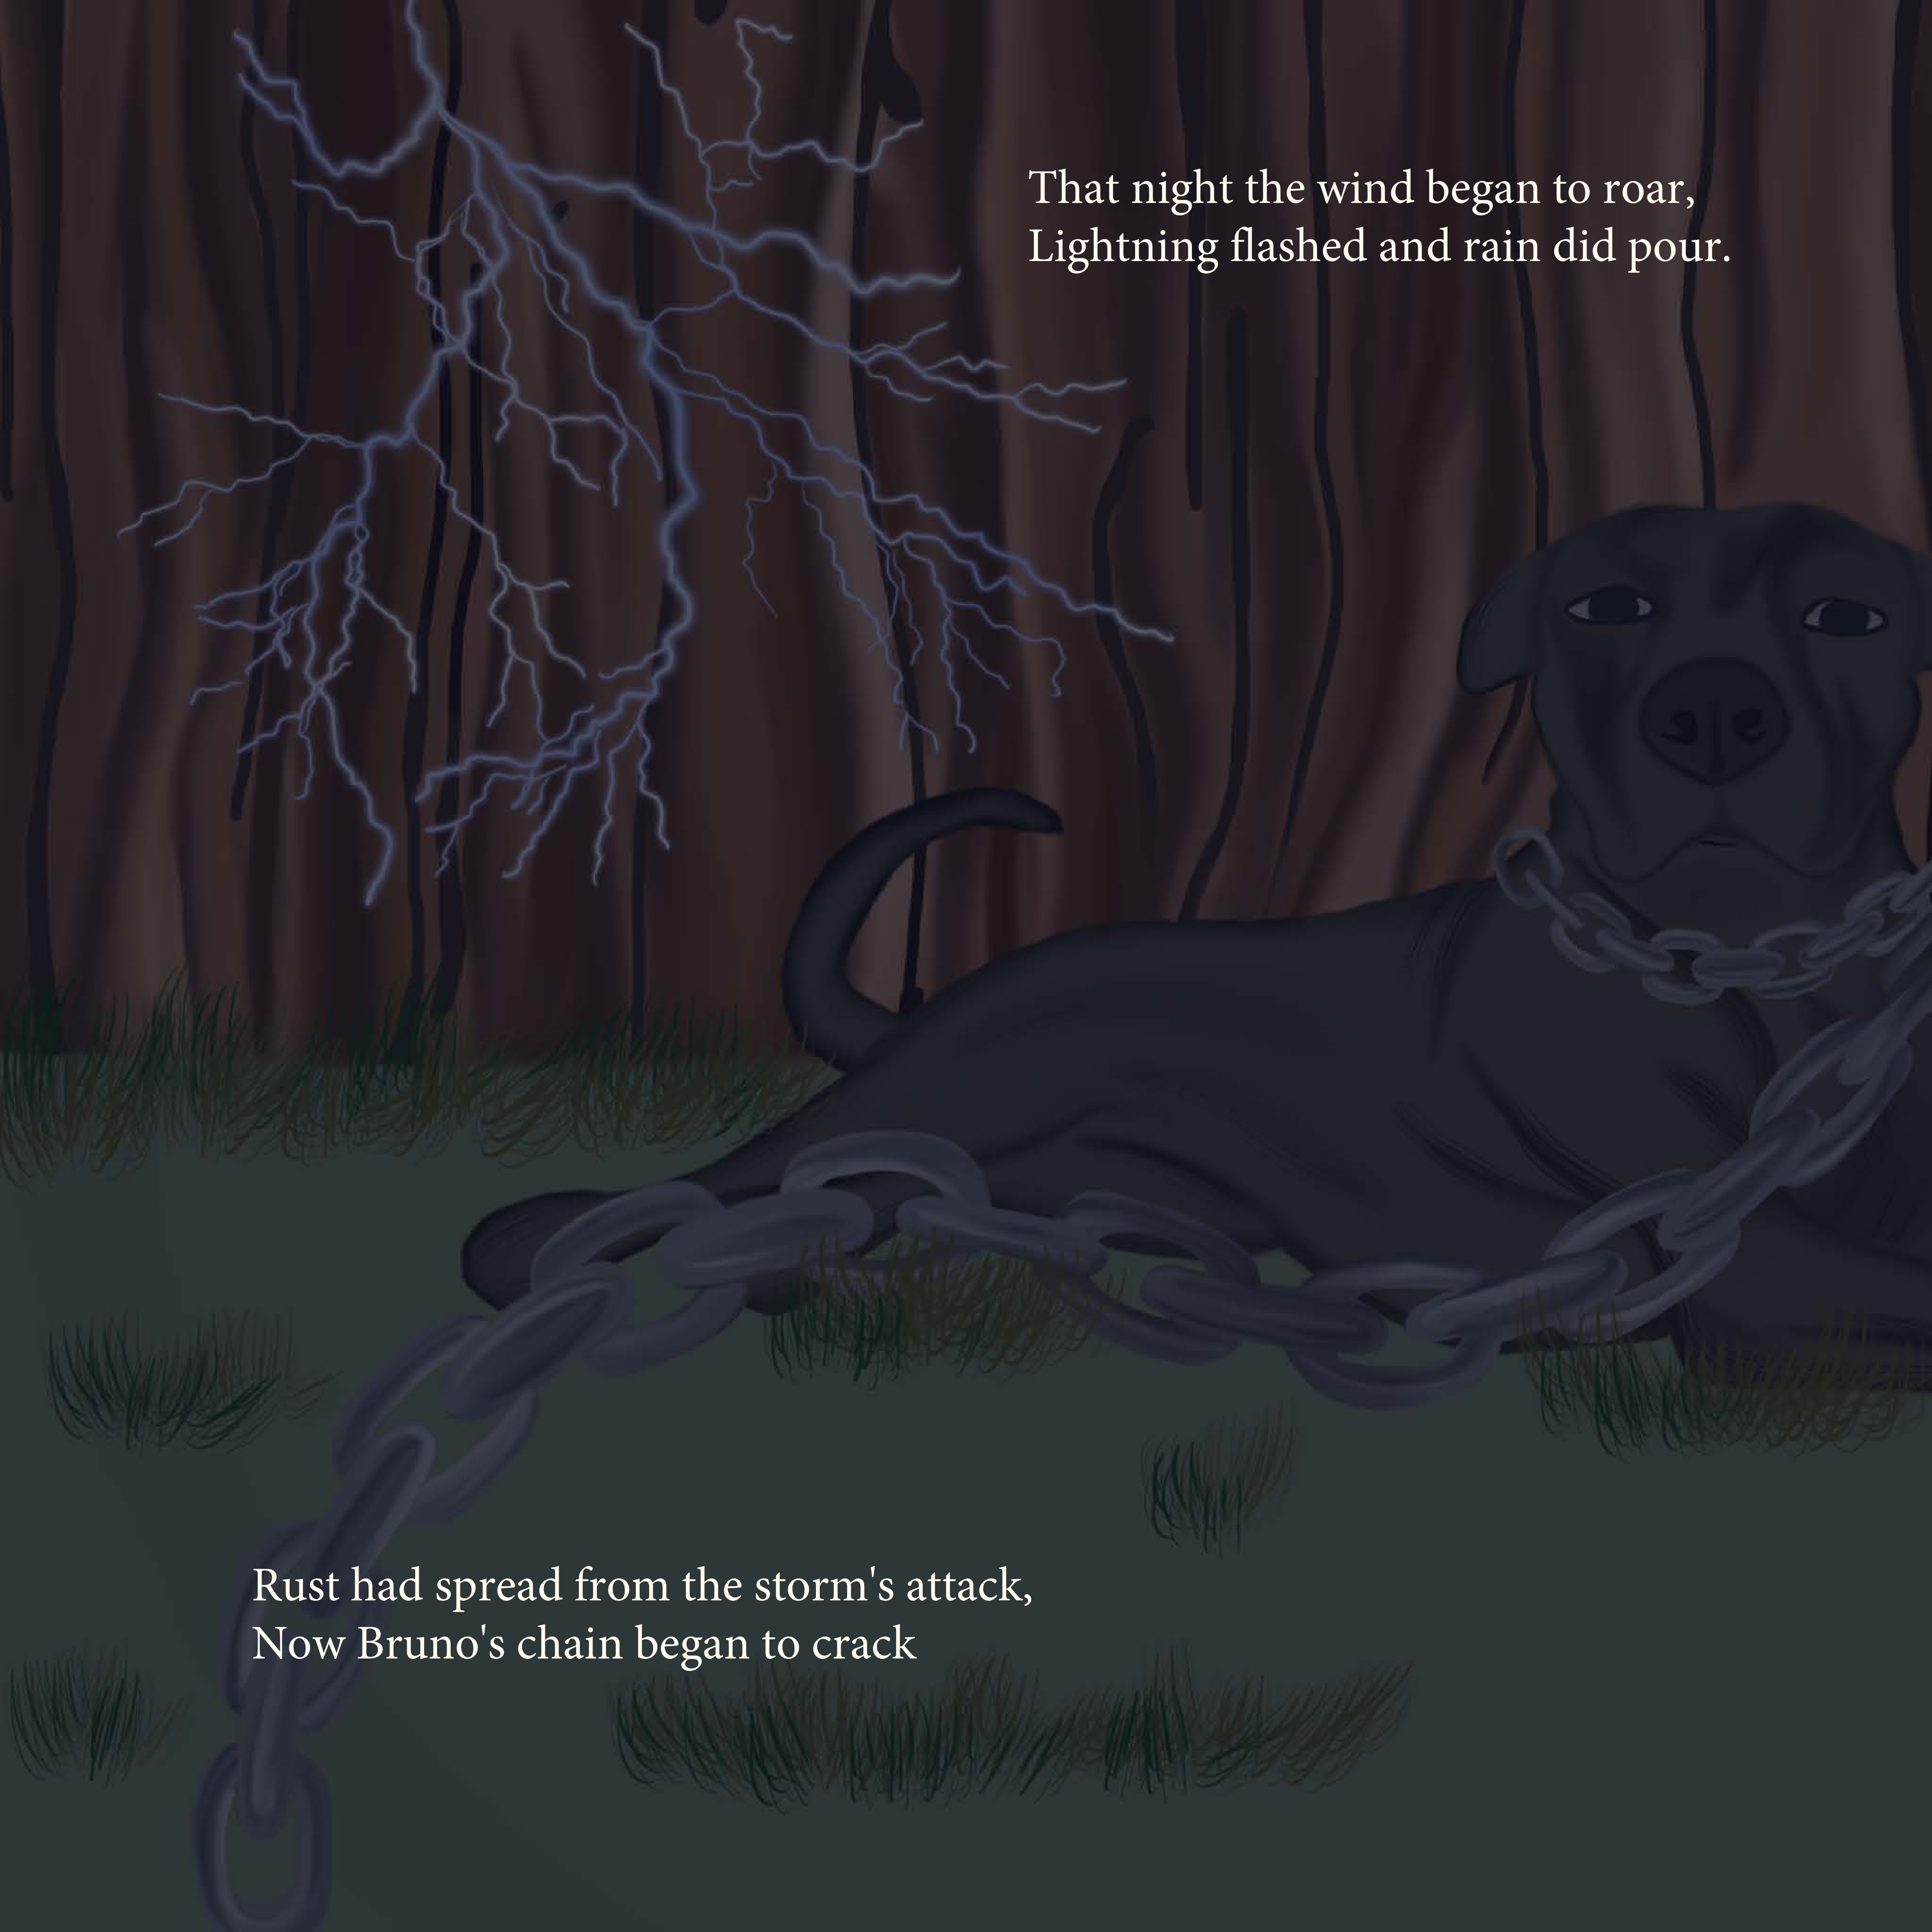 That night the wind began to roar,
Lightning flashed and rain did pour.
Rust had spread from the storm's attack,
Now Bruno's chain began to crack